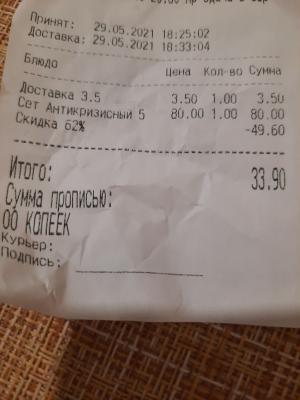 Принят: 29.05.2021 18:25:02
Доставка: 29.05.2021 18:33:04
Блюдо Цена Кол-во Сумма
Доставка 3.5 3.50 1.00 3.50
Сет Антикризисный 5 80.00 1.00 80.00
Скидка 62% -49.60
Итого: 33.90
Сумма прописью:
00 КОПЕЕК
Курьер:
Подпись: